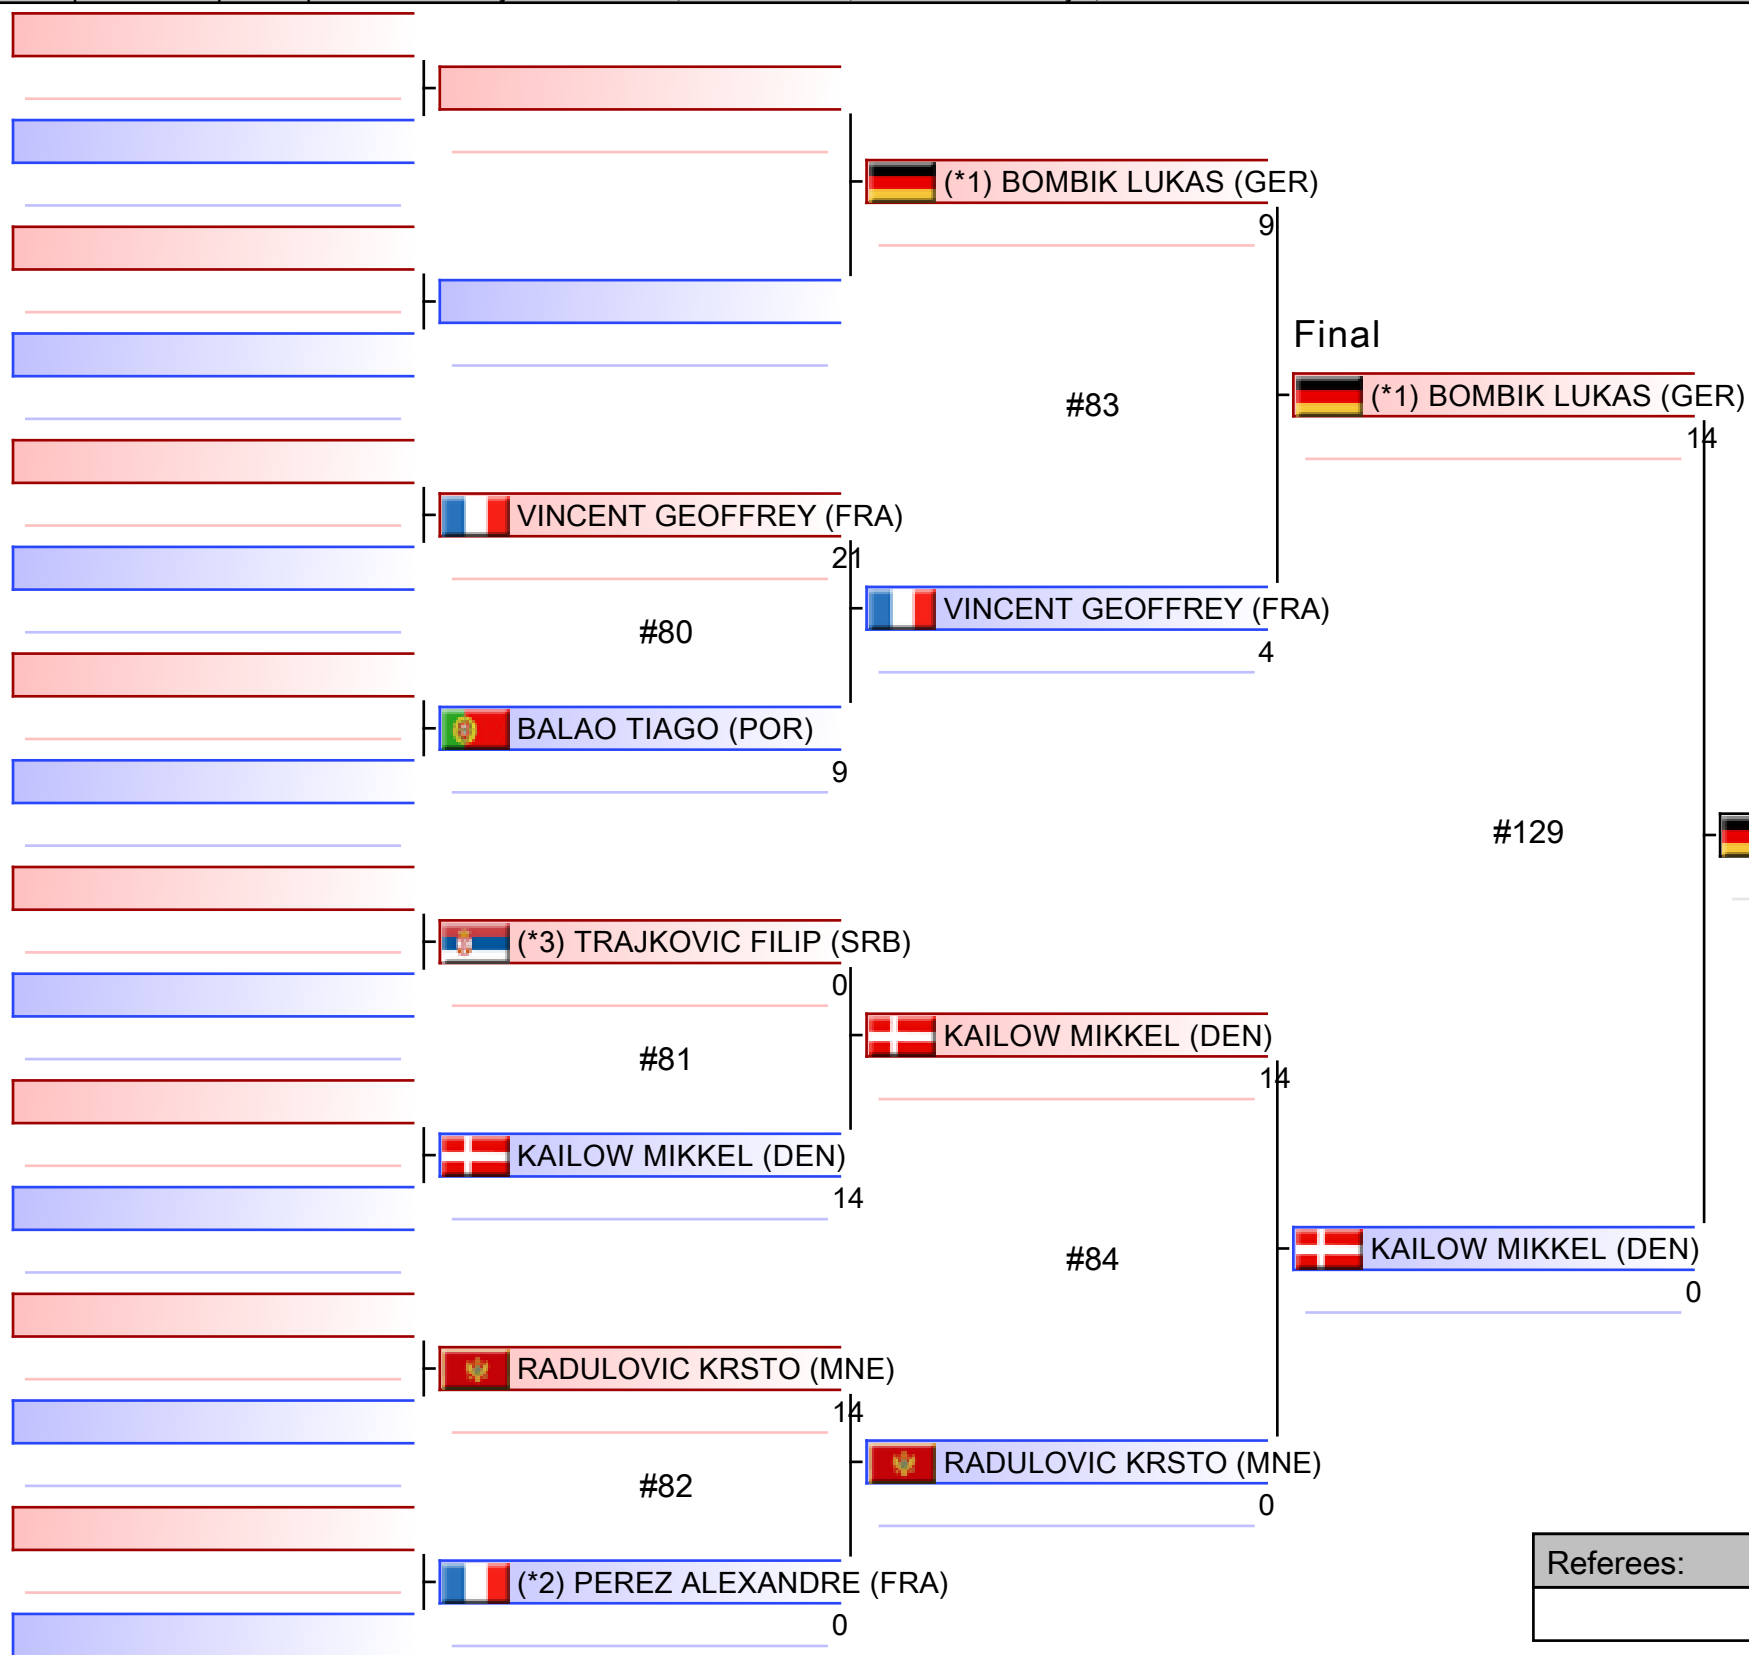 (*1) BOMBIK LUKAS (GER)
9
Final
#83
(*1) BOMBIK LUKAS (GER)
14
VINCENT GEOFFREY (FRA)
21
#80
VINCENT GEOFFREY (FRA)
4
BALAO TIAGO (POR)
9
#129
(*3) TRAJKOVIC FILIP (SRB)
0
#81
KAILOW MIKKEL (DEN)
14
KAILOW MIKKEL (DEN)
14
#84
KAILOW MIKKEL (DEN)
0
RADULOVIC KRSTO (MNE)
14
#82
RADULOVIC KRSTO (MNE)
0
(*2) PEREZ ALEXANDRE (FRA)
0
Referees: